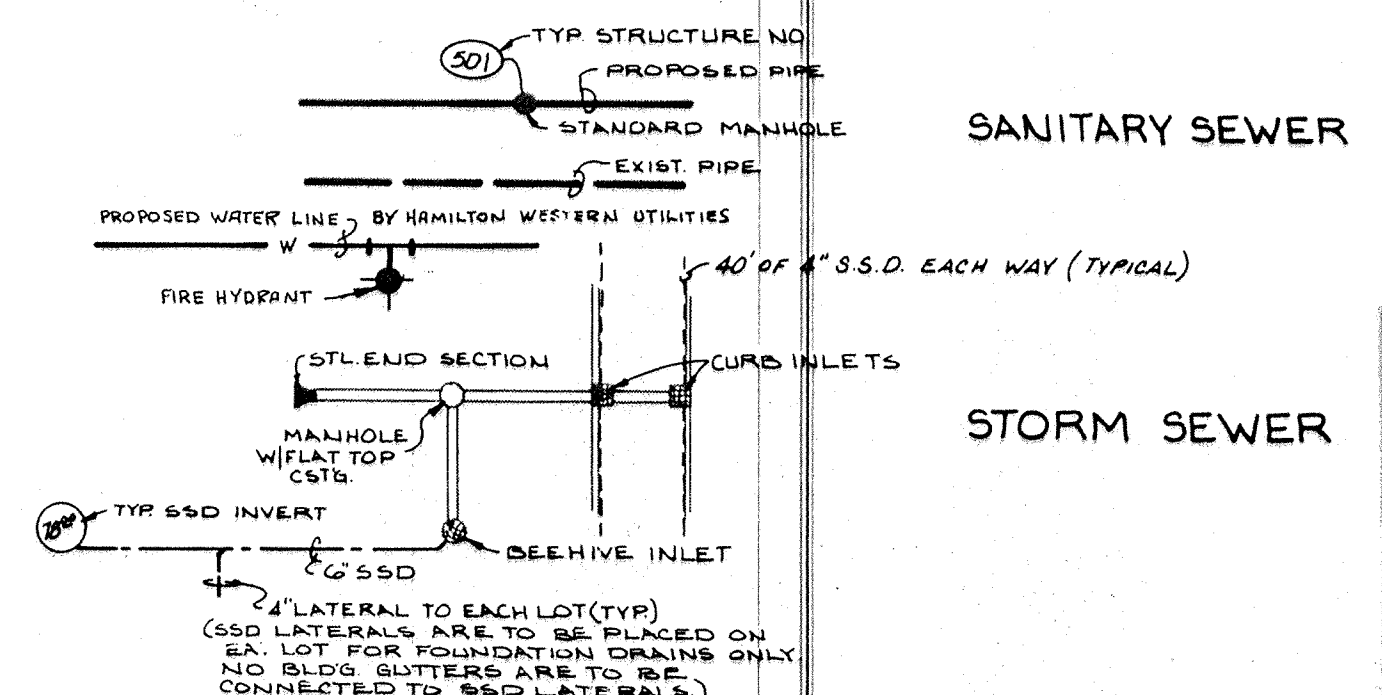 TYP. STRUCTURE NO
501
PROPOSED PIPE
STANDARD MANHOLE
SANITARY SEWER
EXIST. PIPE
PROPOSED WATER LINE BY HAMILTON WESTERN UTILITIES
W
40' OF 4" S.S.D. EACH WAY (TYPICAL)
FIRE HYDRANT
STL. END SECTION
CURB INLETS
MANHOLE
W/FLAT TOP
CSTG.
STORM SEWER
TYP. SSD INVERT
BEEHIVE INLET
6" SSD
4" LATERAL TO EACH LOT (TYP.)
(SSD LATERALS ARE TO BE PLACED ON
EA. LOT FOR FOUNDATION DRAINS ONLY
NO BLDG. GUTTERS ARE TO BE
CONNECTED TO SSD LATERALS.)